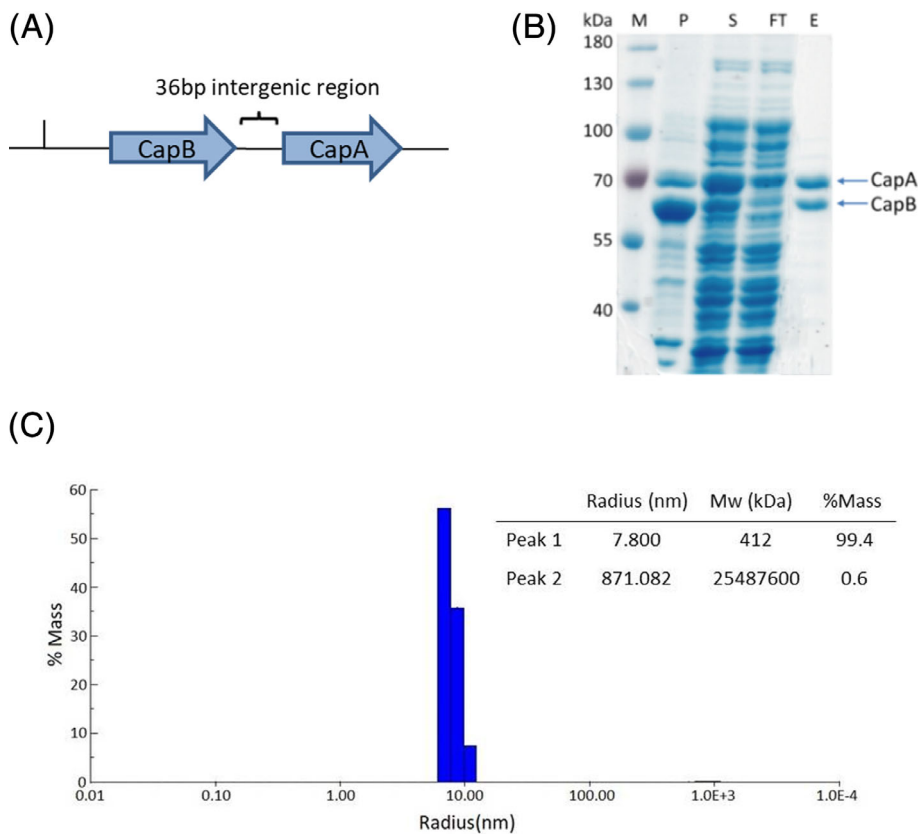 (A)
36bp intergenic region
CapB
CapA
(B)
kDa M P S FT E
180
130
100
70
55
40
CapA
CapB
(C)
% Mass
60
50
40
30
20
10
0
0.01 0.10 1.00 10.00 100.00 1.0E+3 1.0E-4
Radius(nm)
Radius (nm) Mw (kDa) %Mass
Peak 1 7.800 412 99.4
Peak 2 871.082 25487600 0.6